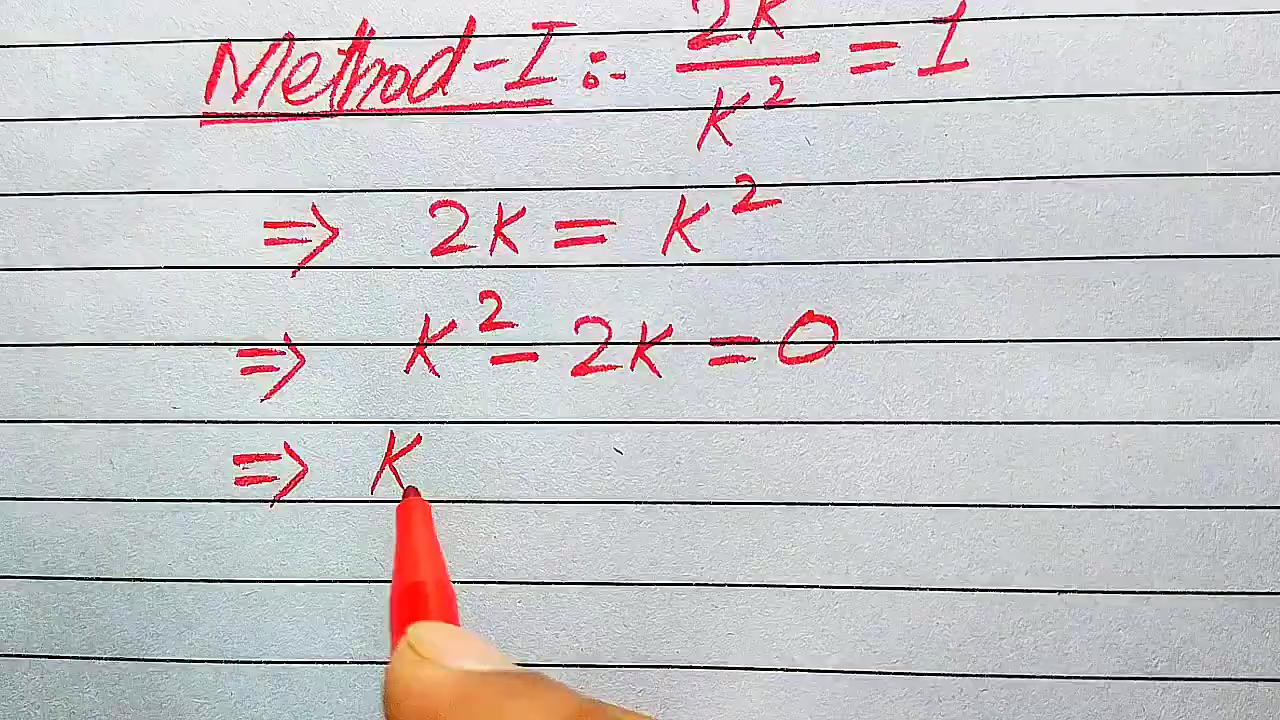 Method-I :- 2K/K² = 1
⇒ 2K = K²
⇒ K² - 2K = 0
⇒ K